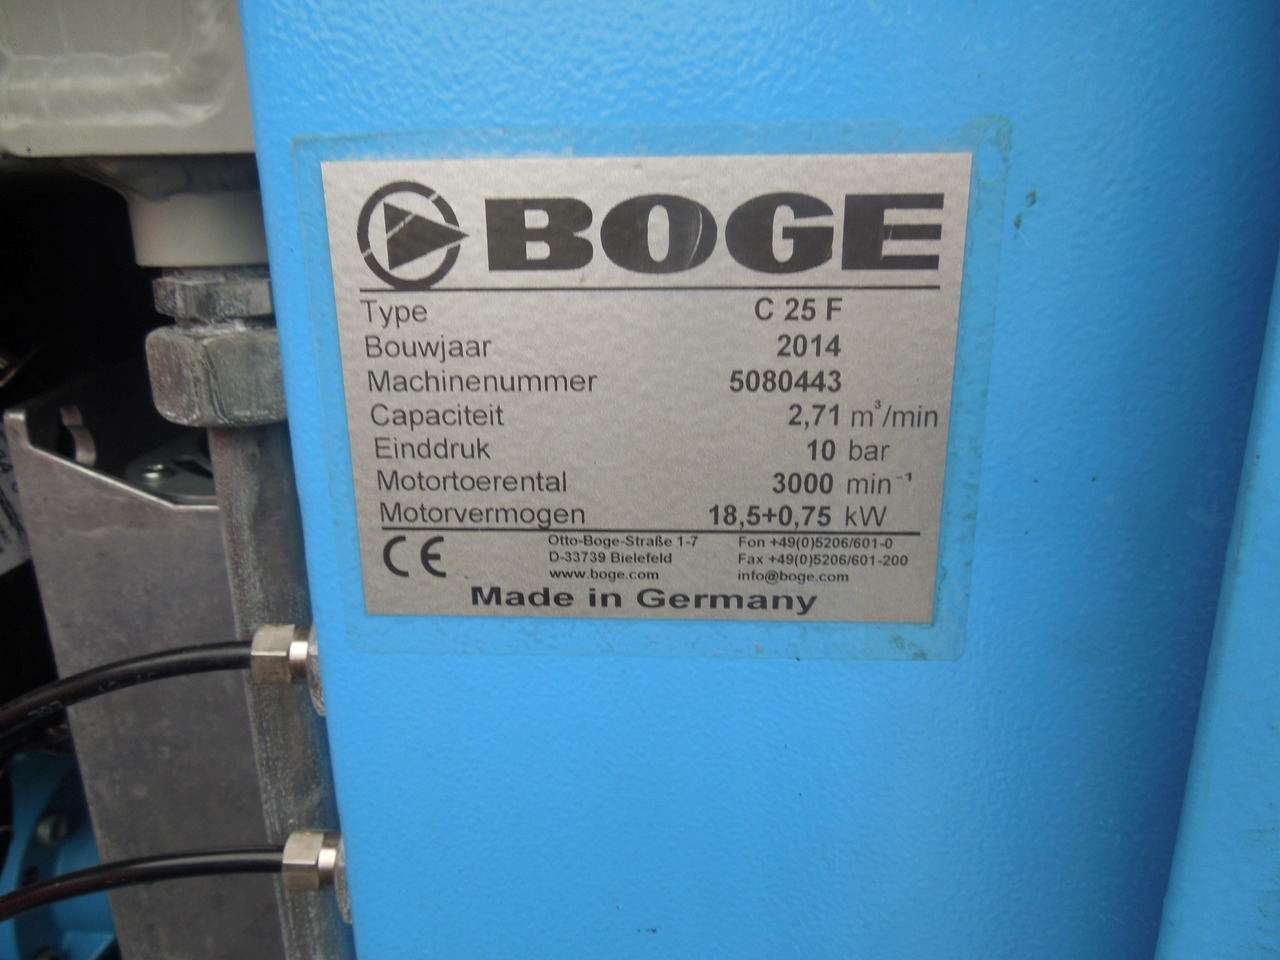 BOGE
Type C 25 F
Bouwjaar 2014
Machinenummer 5080443
Capaciteit 2,71 m³/min
Einddruk 10 bar
Motortoerental 3000 min⁻¹
Motorvermogen 18,5+0,75 kW
CE
Otto-Boge-Straße 1-7 Fon +49(0)5206/601-0
D-33739 Bielefeld Fax +49(0)5206/601-200
www.boge.com info@boge.com
Made in Germany